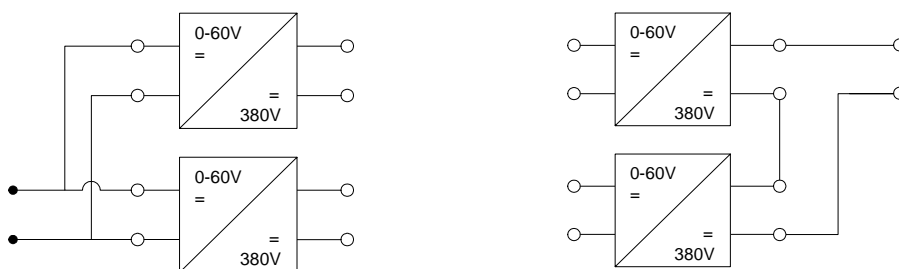 0-60V
=
=
380V
0-60V
=
=
380V
0-60V
=
=
380V
0-60V
=
=
380V